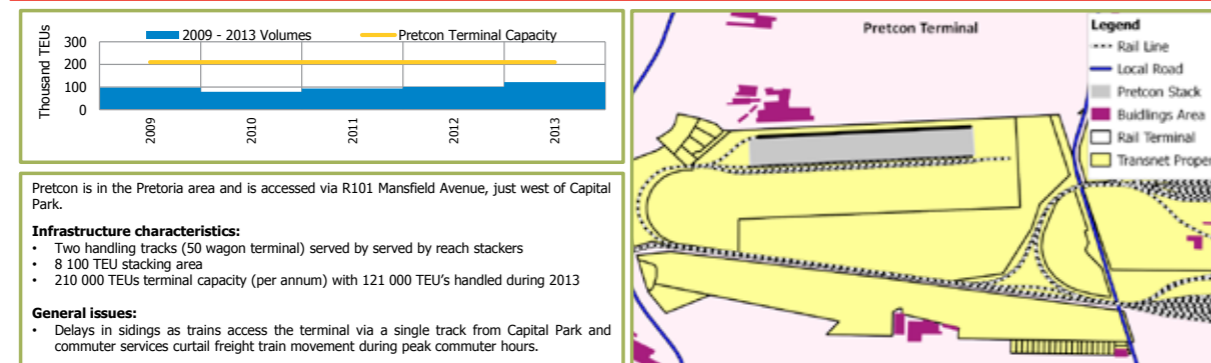 300
200
100
0
Thousand TEUs
2009 - 2013 Volumes
Pretcon Terminal Capacity
2009
2010
2011
2012
2013
Pretcon is in the Pretoria area and is accessed via R101 Mansfield Avenue, just west of Capital
Park.
Infrastructure characteristics:
• Two handling tracks (50 wagon terminal) served by served by reach stackers
• 8 100 TEU stacking area
• 210 000 TEUs terminal capacity (per annum) with 121 000 TEU's handled during 2013
General issues:
• Delays in sidings as trains access the terminal via a single track from Capital Park and
commuter services curtail freight train movement during peak commuter hours.
Pretcon Terminal
Legend
Rail Line
Local Road
Pretcon Stack
Buidlings Area
Rail Terminal
Transnet Proper